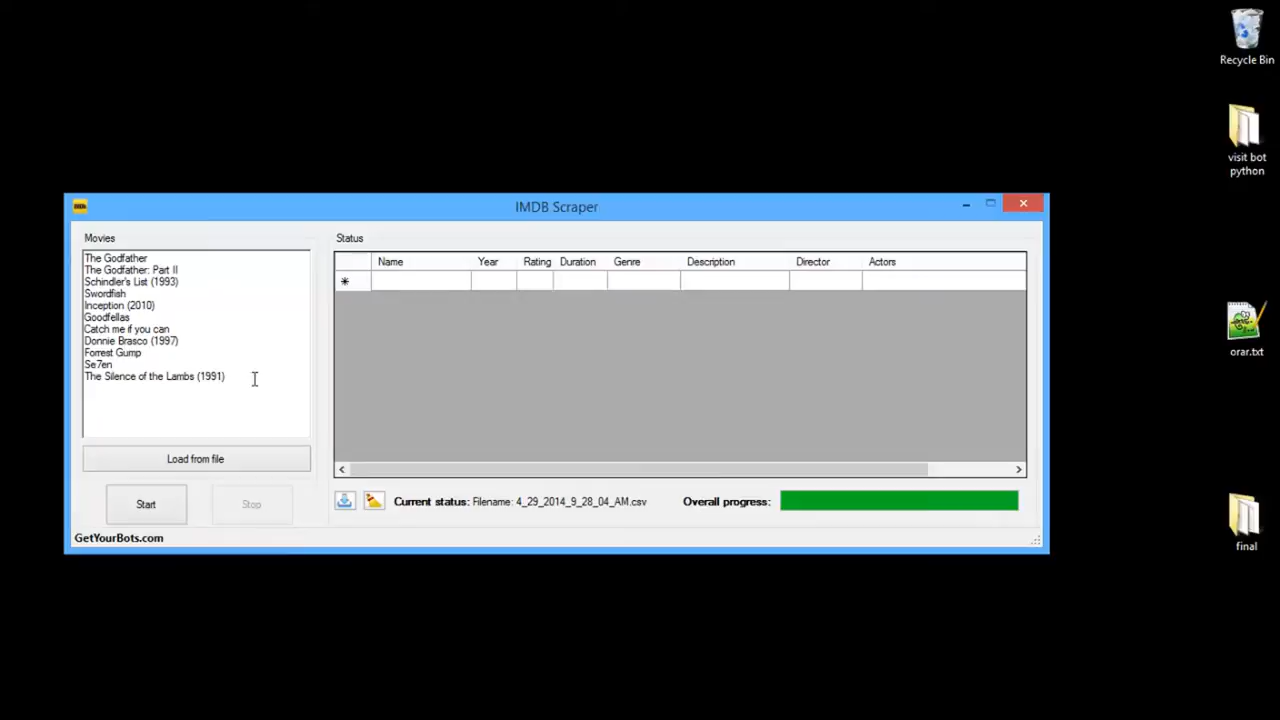 Recycle Bin
visit bot
python
orar.txt
final
IMDB Scraper
Movies
The Godfather
The Godfather: Part II
Schindler's List (1993)
Swordfish
Inception (2010)
Goodfellas
Catch me if you can
Donnie Brasco (1997)
Forrest Gump
Se7en
The Silence of the Lambs (1991)
Load from file
Start
Stop
GetYourBots.com
Status
Name Year Rating Duration Genre Description Director Actors
Current status: Filename: 4_29_2014_9_28_04_AM.csv
Overall progress: